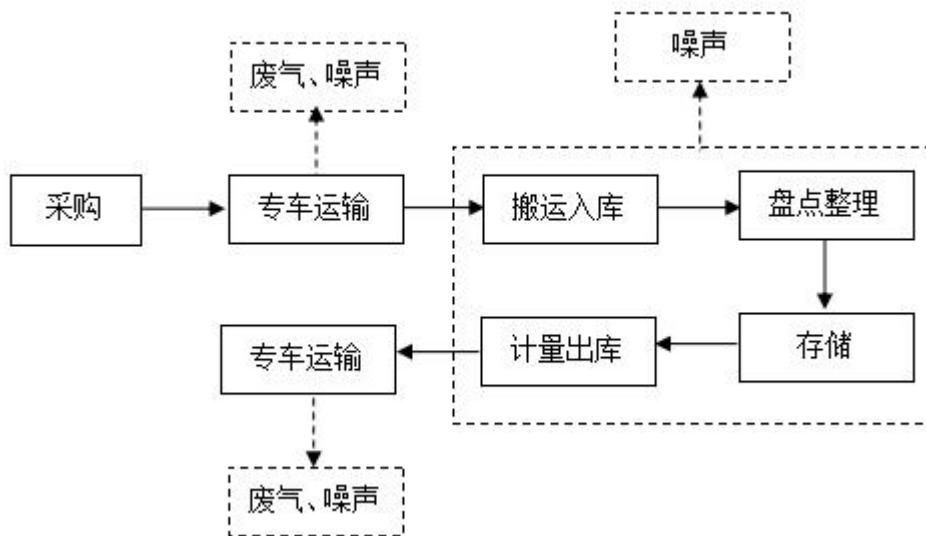 噪声
废气、噪声
采购
专车运输
搬运入库
盘点整理
专车运输
计量出库
存储
废气、噪声